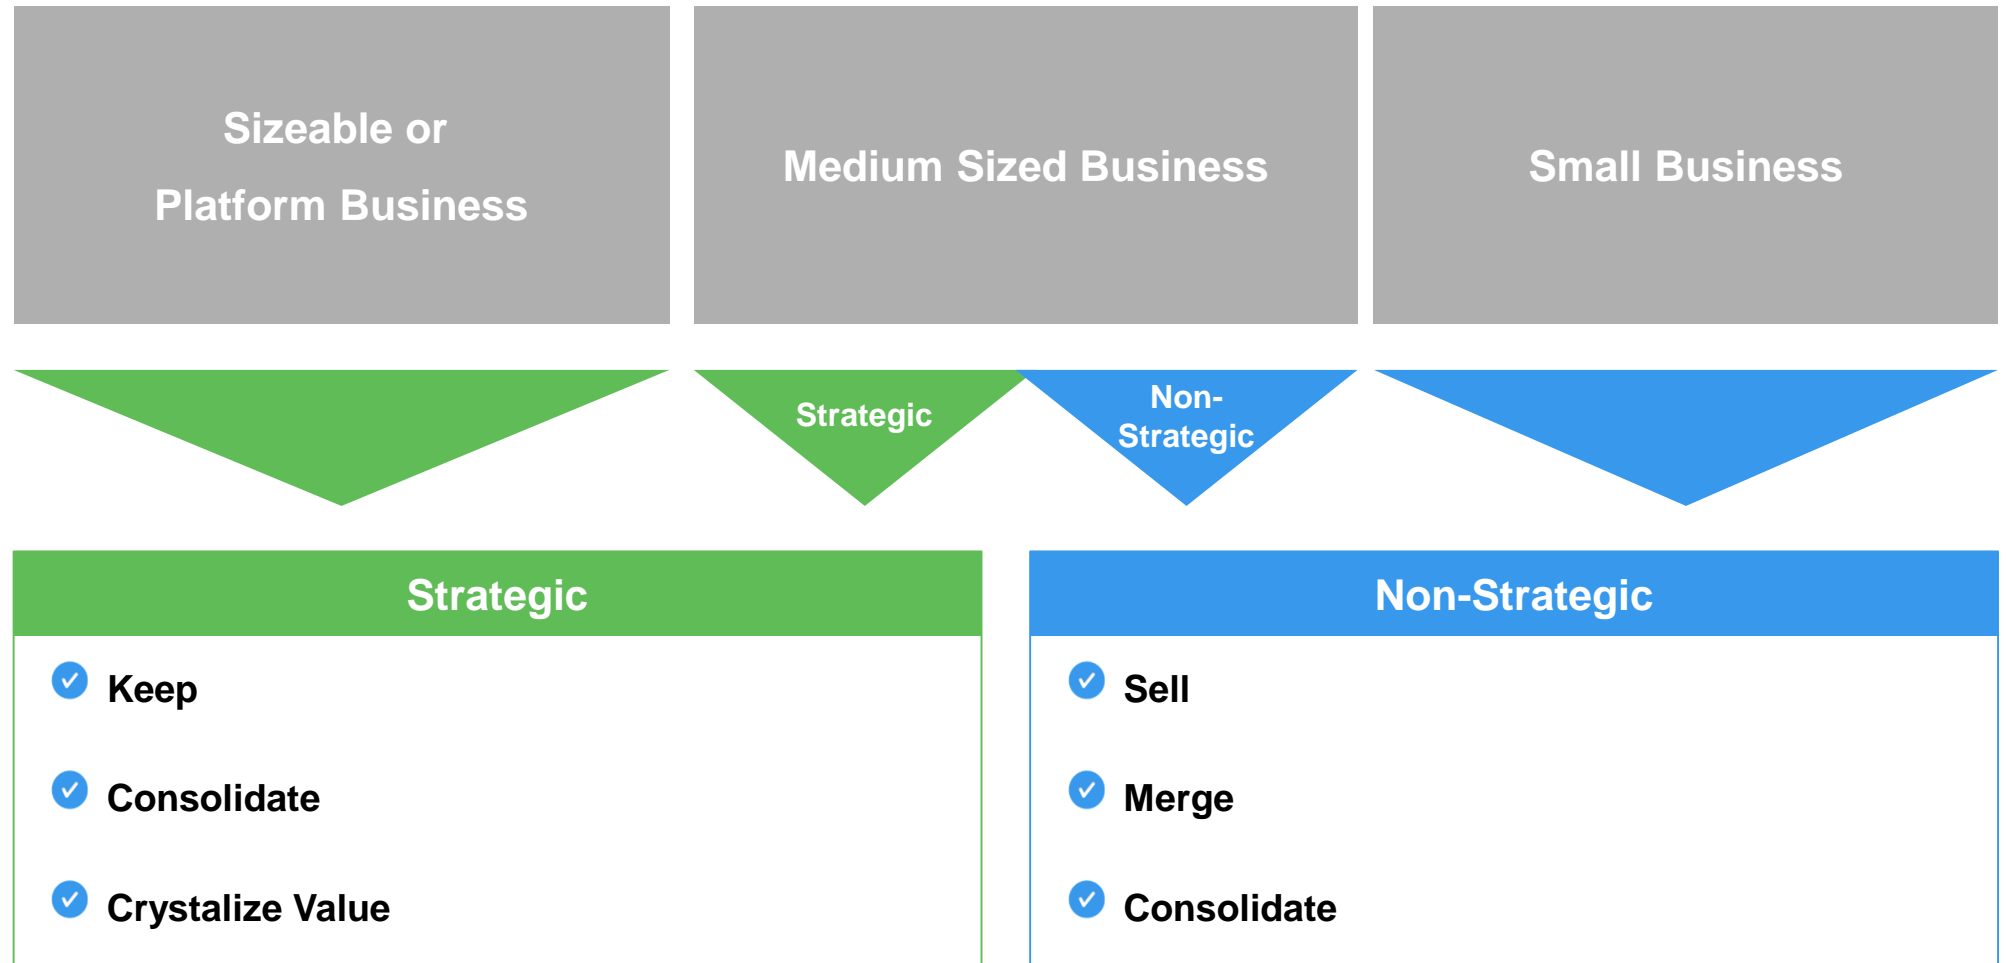 Sizeable or
Platform Business
Medium Sized Business
Small Business
Strategic
Non-
Strategic
Strategic
Keep
Consolidate
Crystalize Value
Non-Strategic
Sell
Merge
Consolidate